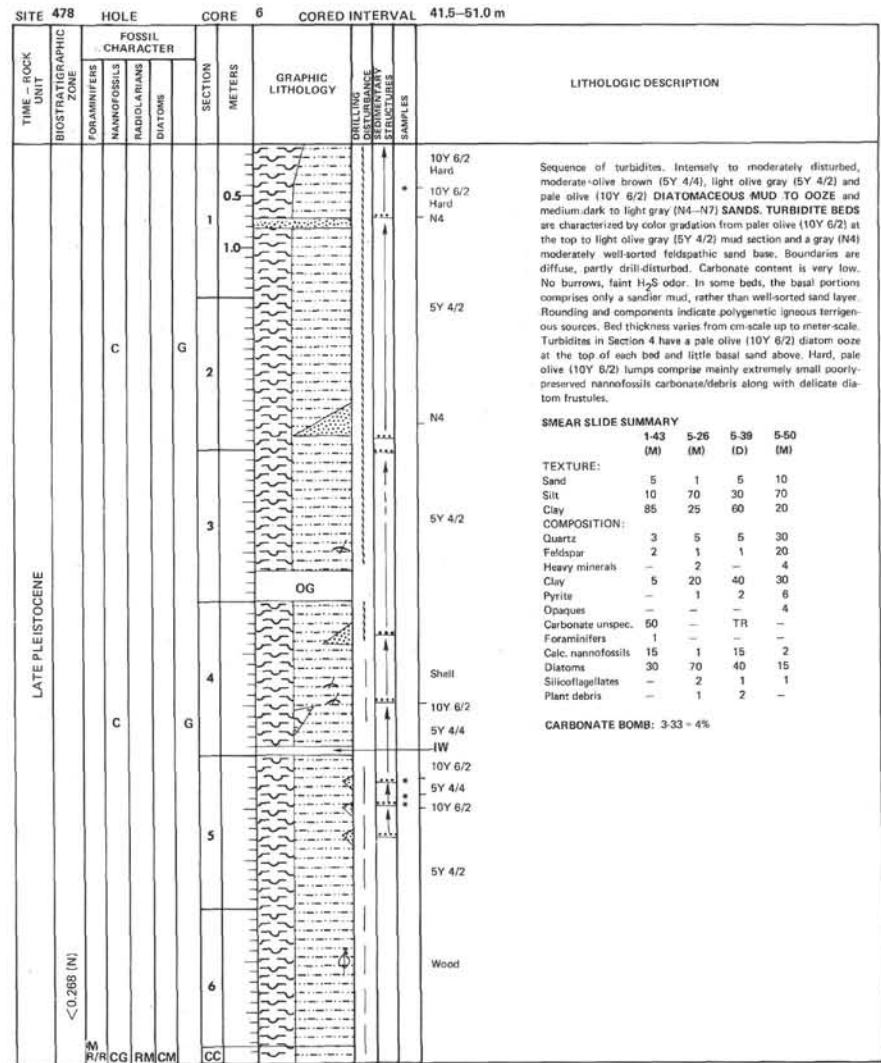 SITE 478 HOLE CORE 6 CORED INTERVAL 41.5–51.0 m
TIME – ROCK UNIT
BIOSTRATIGRAPHIC ZONE
FOSSIL CHARACTER
FORAMINIFERS
NANNOFOSSILS
RADIOLARIANS
DIATOMS
SECTION
METERS
GRAPHIC LITHOLOGY
DRILLING DISTURBANCE
SEDIMENTARY STRUCTURES
SAMPLES
LITHOLOGIC DESCRIPTION
LATE PLEISTOCENE
<0.268 (N)
C G
C G
M
R/R CG RM CM
0.5
1
1.0
2
3
OG
4
5
6
CC
10Y 6/2
Hard
*
10Y 6/2
Hard
N4
5Y 4/2
N4
5Y 4/2
Shell
10Y 6/2
5Y 4/4
IW
10Y 6/2
*
5Y 4/4
*
*
10Y 6/2
5Y 4/2
Wood
Sequence of turbidites. Intensely to moderately disturbed,
moderate olive brown (5Y 4/4), light olive gray (5Y 4/2) and
pale olive (10Y 6/2) DIATOMACEOUS MUD TO OOZE and
medium dark to light gray (N4–N7) SANDS. TURBIDITE BEDS
are characterized by color gradation from paler olive (10Y 6/2) at
the top to light olive gray (5Y 4/2) mud section and a gray (N4)
moderately well-sorted feldspathic sand base. Boundaries are
diffuse, partly drill-disturbed. Carbonate content is very low.
No burrows, faint H2S odor. In some beds, the basal portions
comprises only a sandier mud, rather than well-sorted sand layer.
Rounding and components indicate polygenetic igneous terrigen-
ous sources. Bed thickness varies from cm-scale up to meter-scale.
Turbidites in Section 4 have a pale olive (10Y 6/2) diatom ooze
at the top of each bed and little basal sand above. Hard, pale
olive (10Y 6/2) lumps comprise mainly extremely small poorly-
preserved nannofossils carbonate/debris along with delicate dia-
tom frustules.
SMEAR SLIDE SUMMARY
1-43 5-26 5-39 5-50
(M) (M) (D) (M)
TEXTURE:
Sand 5 1 5 10
Silt 10 70 30 70
Clay 85 25 60 20
COMPOSITION:
Quartz 3 5 5 30
Feldspar 2 1 1 20
Heavy minerals – 2 – 4
Clay 5 20 40 30
Pyrite – 1 2 6
Opaques – – – 4
Carbonate unspec. 50 – TR –
Foraminifers 1 – – –
Calc. nannofossils 15 1 15 2
Diatoms 30 70 40 15
Silicoflagellates – 2 1 1
Plant debris – 1 2 –
CARBONATE BOMB: 3-33 = 4%